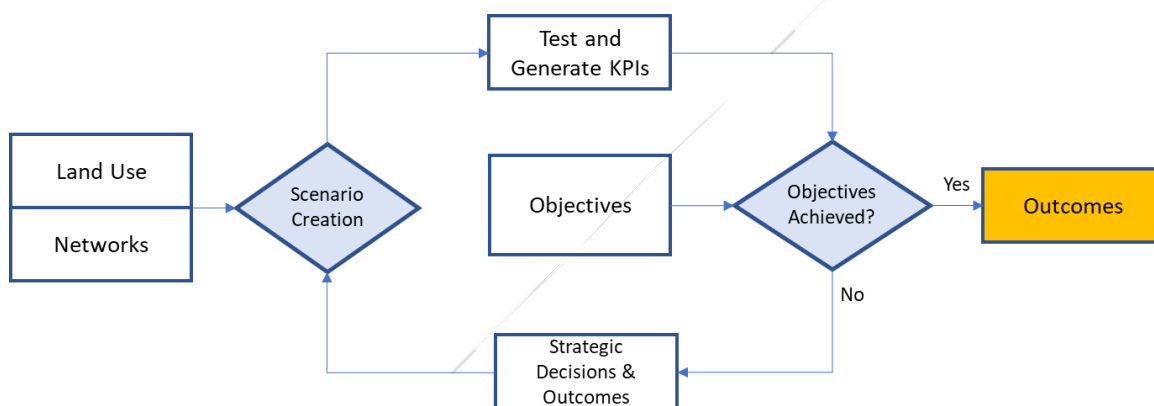 Test and
Generate KPIs
Land Use
Networks
Scenario
Creation
Objectives
Objectives
Achieved?
Yes
Outcomes
No
Strategic
Decisions &
Outcomes